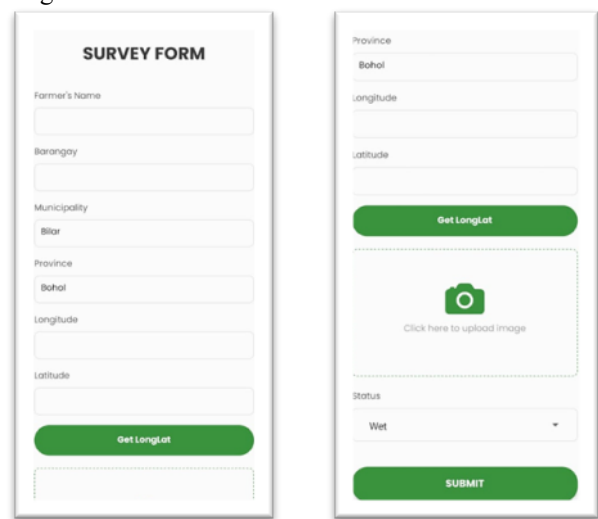 SURVEY FORM
Farmer's Name
Barangay
Municipality
Bilar
Province
Bohol
Longitude
Latitude
Get LongLat
Province
Bohol
Longitude
Latitude
Get LongLat
Click here to upload image
Status
Wet
SUBMIT